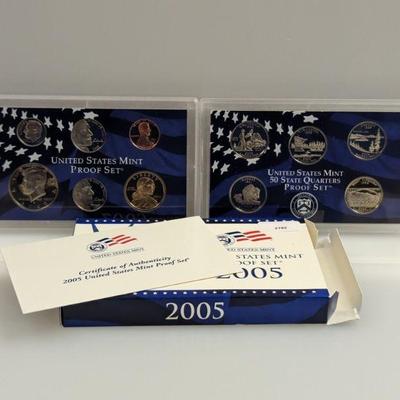 UNITED STATES MINT
PROOF SET
UNITED STATES MINT
50 STATE QUARTERS
PROOF SET
UNITED STATES MINT
Certificate of Authenticity
2005 United States Mint Proof Set
UNITED STATES MINT
STATES MINT
PROOF SET
2005
2005